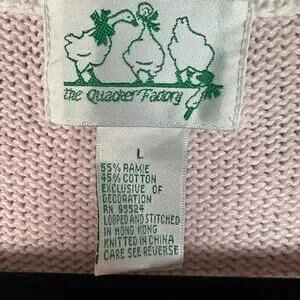 the Quacker Factory
L
55% RAMIE
45% COTTON
EXCLUSIVE OF
DECORATION
RN 95524
LOOPED AND STITCHED
IN HONG KONG
KNITTED IN CHINA
CARE SEE REVERSE